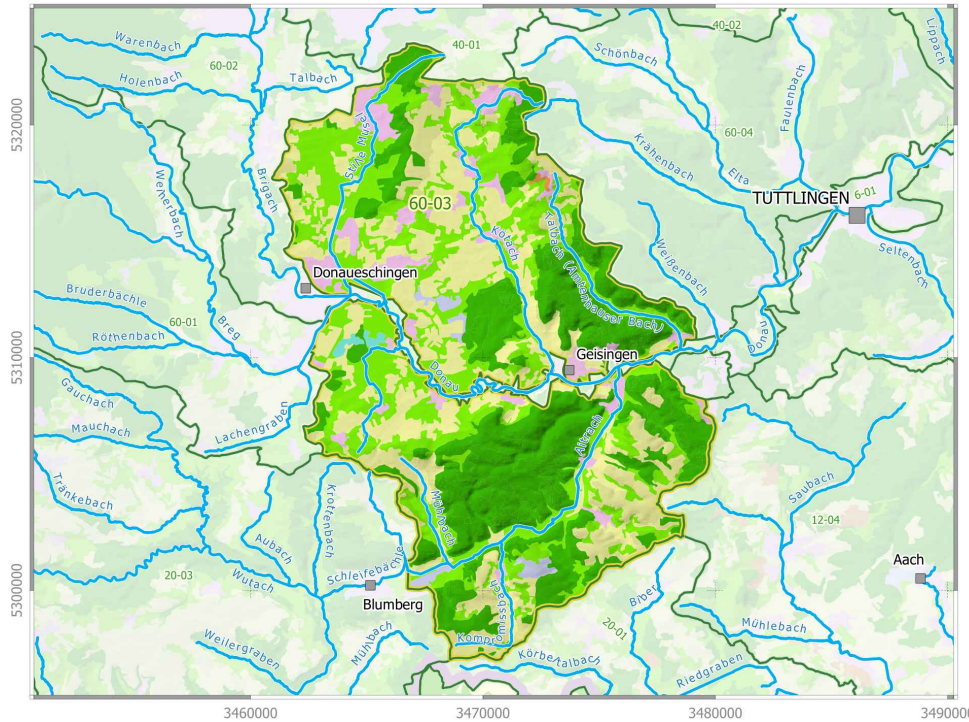 40-02
Lippach
Warenbach
40-01
Schönbach
60-02
Holenbach
Talbach
Faulenbach
5320000
60-04
Stille Musel
Krähenbach
Elta
Weiherbach
Brigach
TUTTLINGEN
6-01
60-03
Kotach
Talbach (Amtenhauser Bach)
Weißenbach
Seltenbach
Donaueschingen
Bruderbächle
60-01
Breg
Röthenbach
Donau
5310000
Geisingen
Donau
Gauchach
Lachengraben
Mauchach
Aitrach
Tränkebach
Mühlbach
Krottenbach
Saubach
12-04
Aubach
Aach
20-03
Wutach
Schleifebächle
5300000
Blumberg
Biber
Kompromissbach
20-01
Mühlebach
Weilergraben
Mühlbach
Körbeltalbach
Riedgraben
3460000
3470000
3480000
3490000